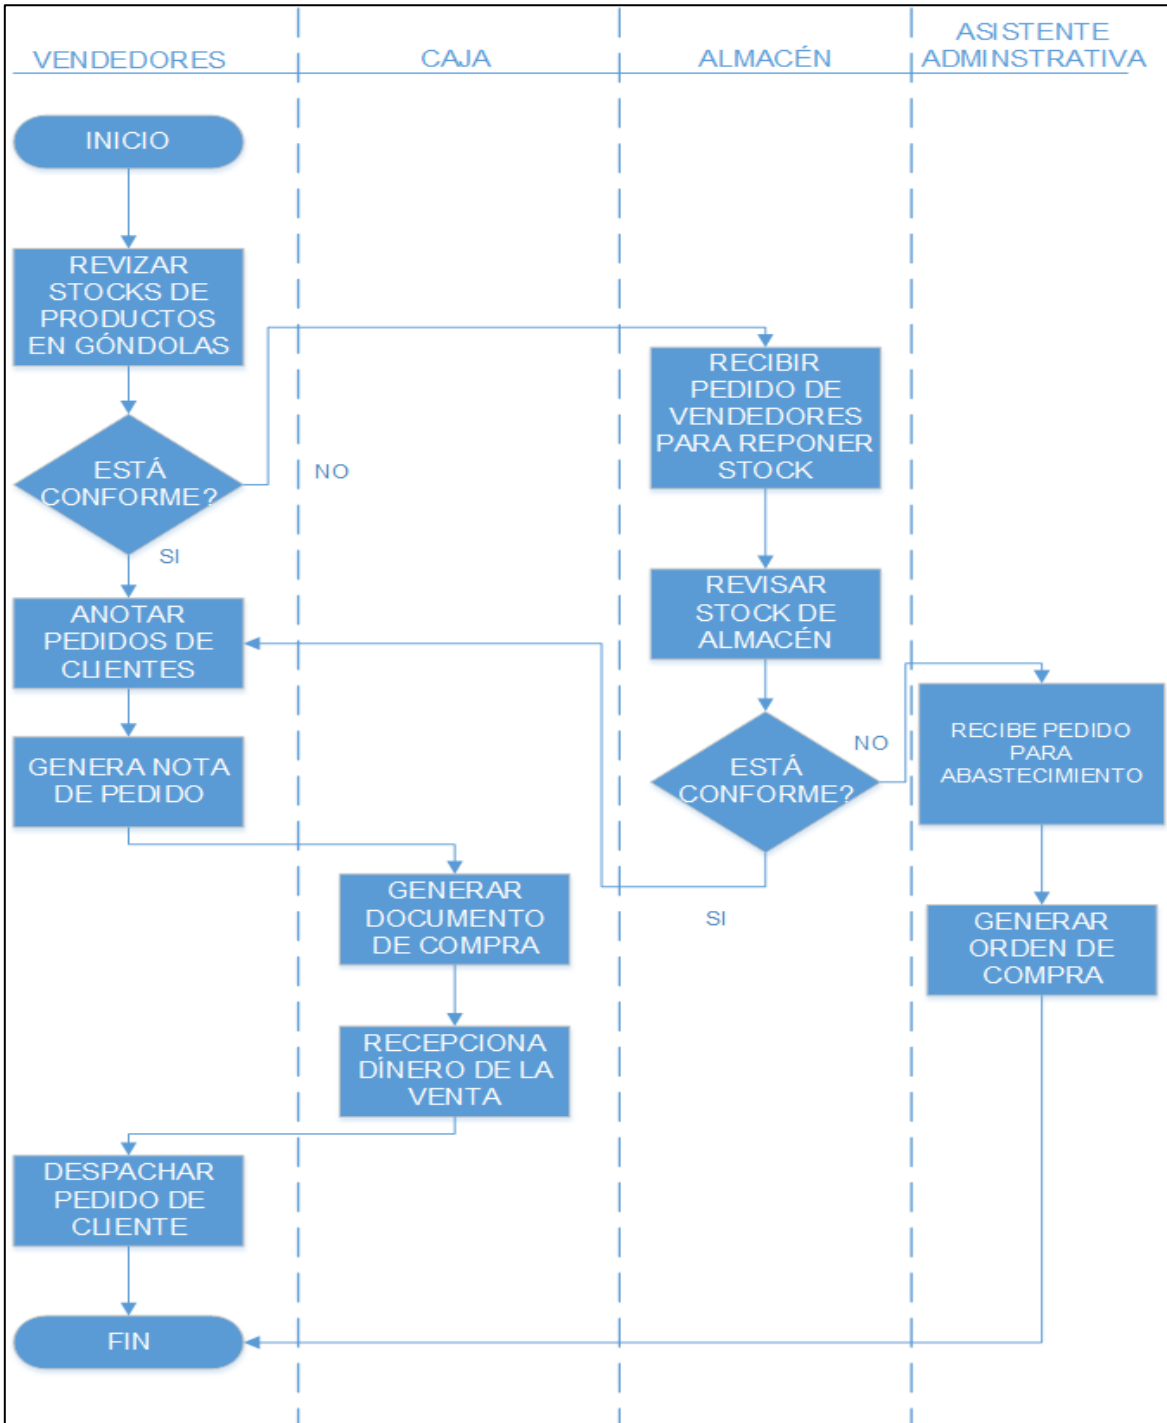 VENDEDORES
CAJA
ALMACÉN
ASISTENTE
ADMINSTRATIVA
INICIO
REVIZAR
STOCKS DE
PRODUCTOS
EN GÓNDOLAS
ESTÁ
CONFORME?
NO
SI
RECIBIR
PEDIDO DE
VENDEDORES
PARA REPONER
STOCK
REVISAR
STOCK DE
ALMACÉN
ANOTAR
PEDIDOS DE
CLIENTES
GENERA NOTA
DE PEDIDO
ESTÁ
CONFORME?
NO
SI
RECIBE PEDIDO
PARA
ABASTECIMIENTO
GENERAR
DOCUMENTO
DE COMPRA
GENERAR
ORDEN DE
COMPRA
RECEPCIONA
DÍNERO DE LA
VENTA
DESPACHAR
PEDIDO DE
CLIENTE
FIN